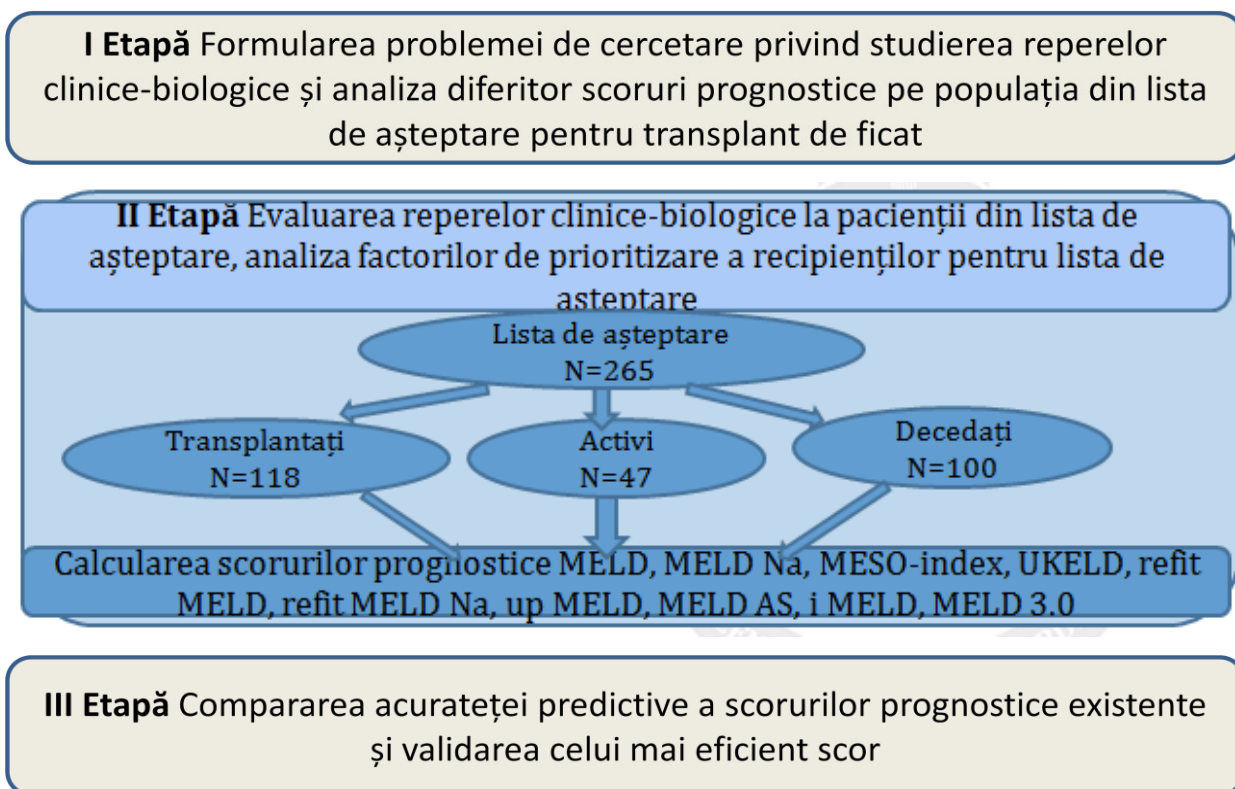 I Etapă Formularea problemei de cercetare privind studierea reperelor
clinice-biologice și analiza diferitor scoruri prognostice pe populația din lista
de așteptare pentru transplant de ficat
II Etapă Evaluarea reperelor clinice-biologice la pacienții din lista de
așteptare, analiza factorilor de prioritizare a recipienților pentru lista de
așteptare
Lista de așteptare
N=265
Transplantați
N=118
Activi
N=47
Decedați
N=100
Calcularea scorurilor prognostice MELD, MELD Na, MESO-index, UKELD, refit
MELD, refit MELD Na, up MELD, MELD AS, i MELD, MELD 3.0
III Etapă Compararea acurateței predictive a scorurilor prognostice existente
și validarea celui mai eficient scor